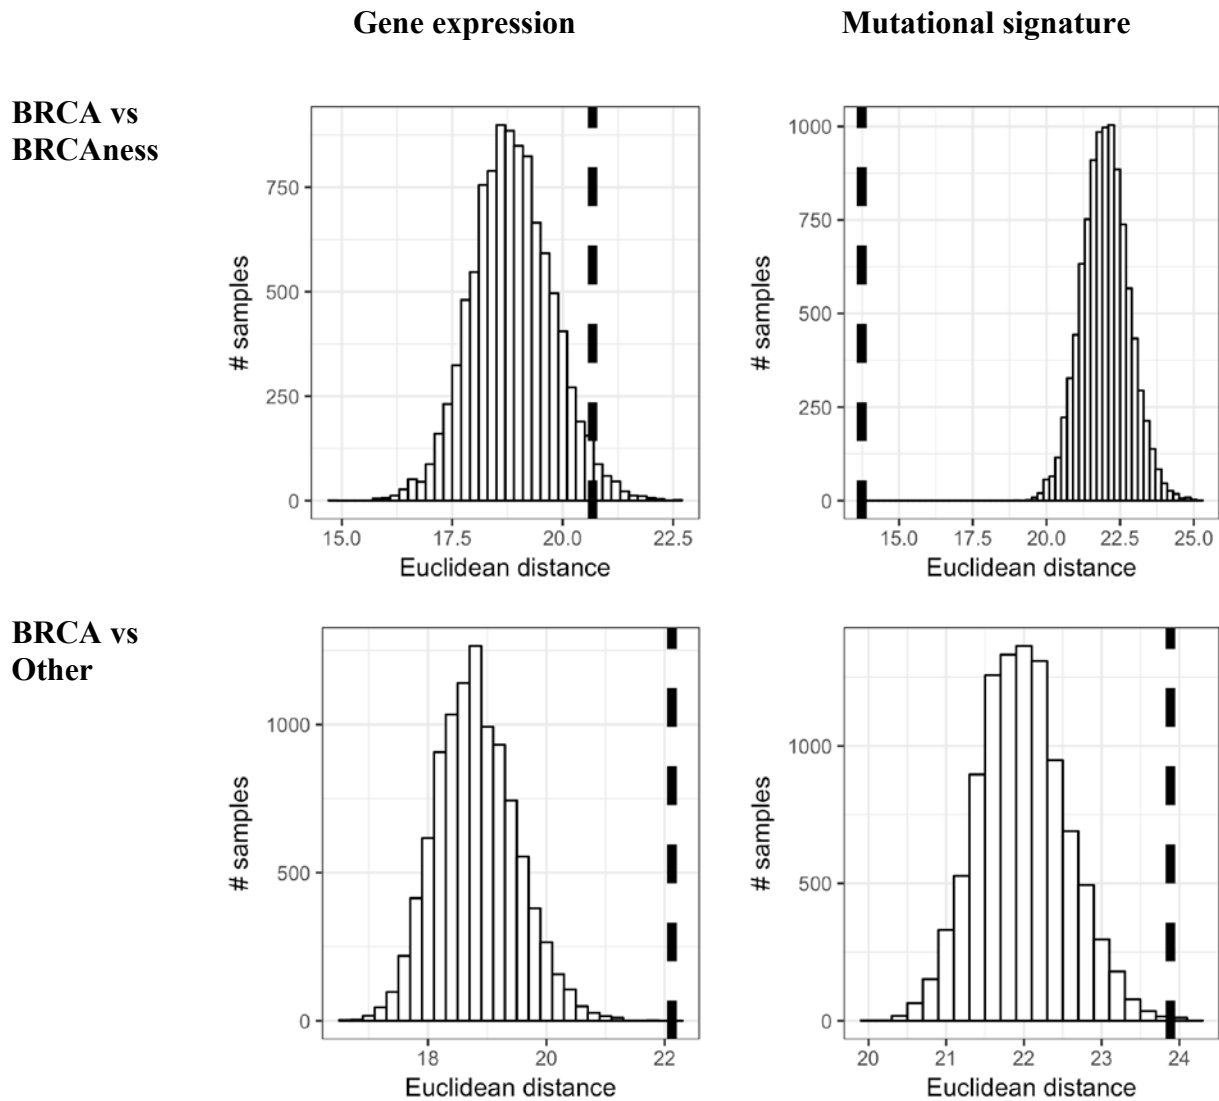 Gene expression
Mutational signature
BRCA vs
BRCAness
# samples
750
500
250
0
15.0 17.5 20.0 22.5
Euclidean distance
# samples
1000
750
500
250
0
15.0 17.5 20.0 22.5 25.0
Euclidean distance
BRCA vs
Other
# samples
1000
500
0
18 20 22
Euclidean distance
# samples
1000
500
0
20 21 22 23 24
Euclidean distance